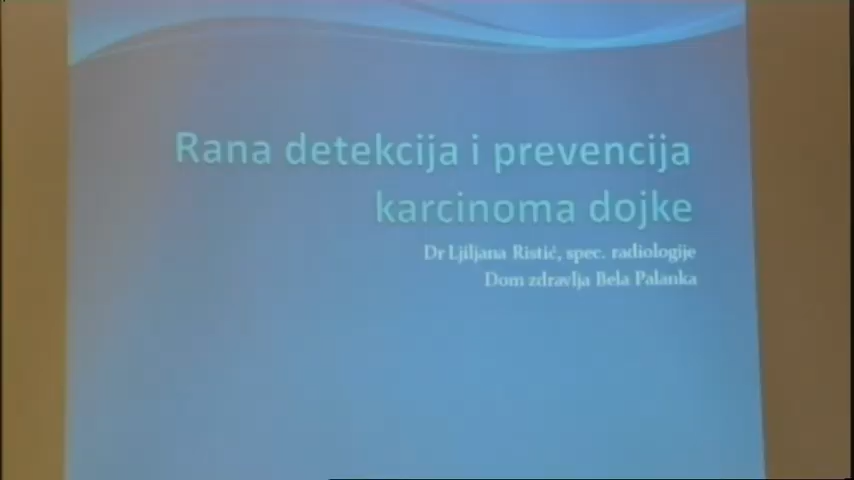 Rana detekcija i prevencija
karcinoma dojke
Dr Ljiljana Ristić, spec. radiologije
Dom zdravlja Bela Palanka